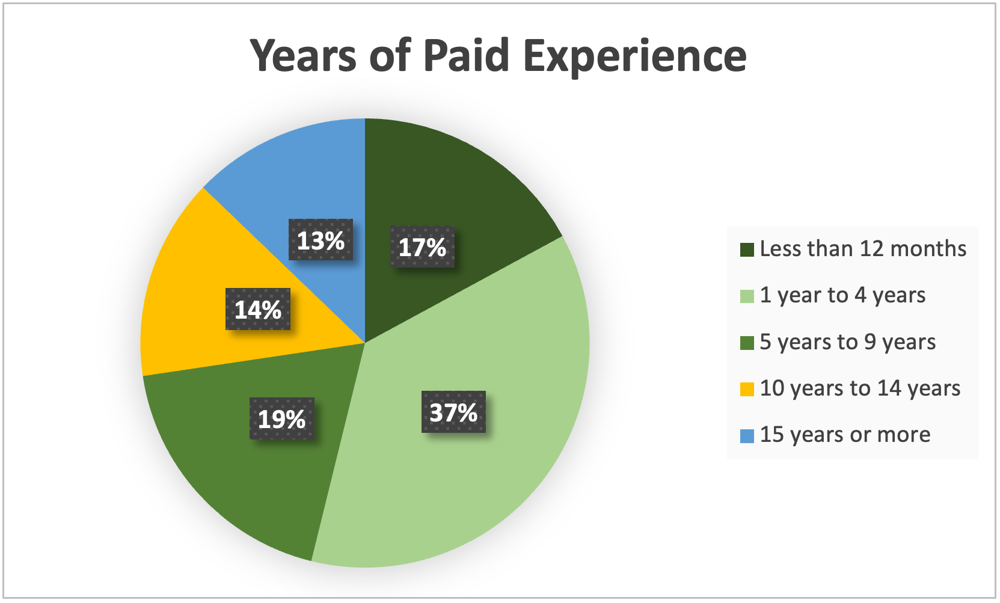 Years of Paid Experience
13%
17%
14%
37%
19%
Less than 12 months
1 year to 4 years
5 years to 9 years
10 years to 14 years
15 years or more